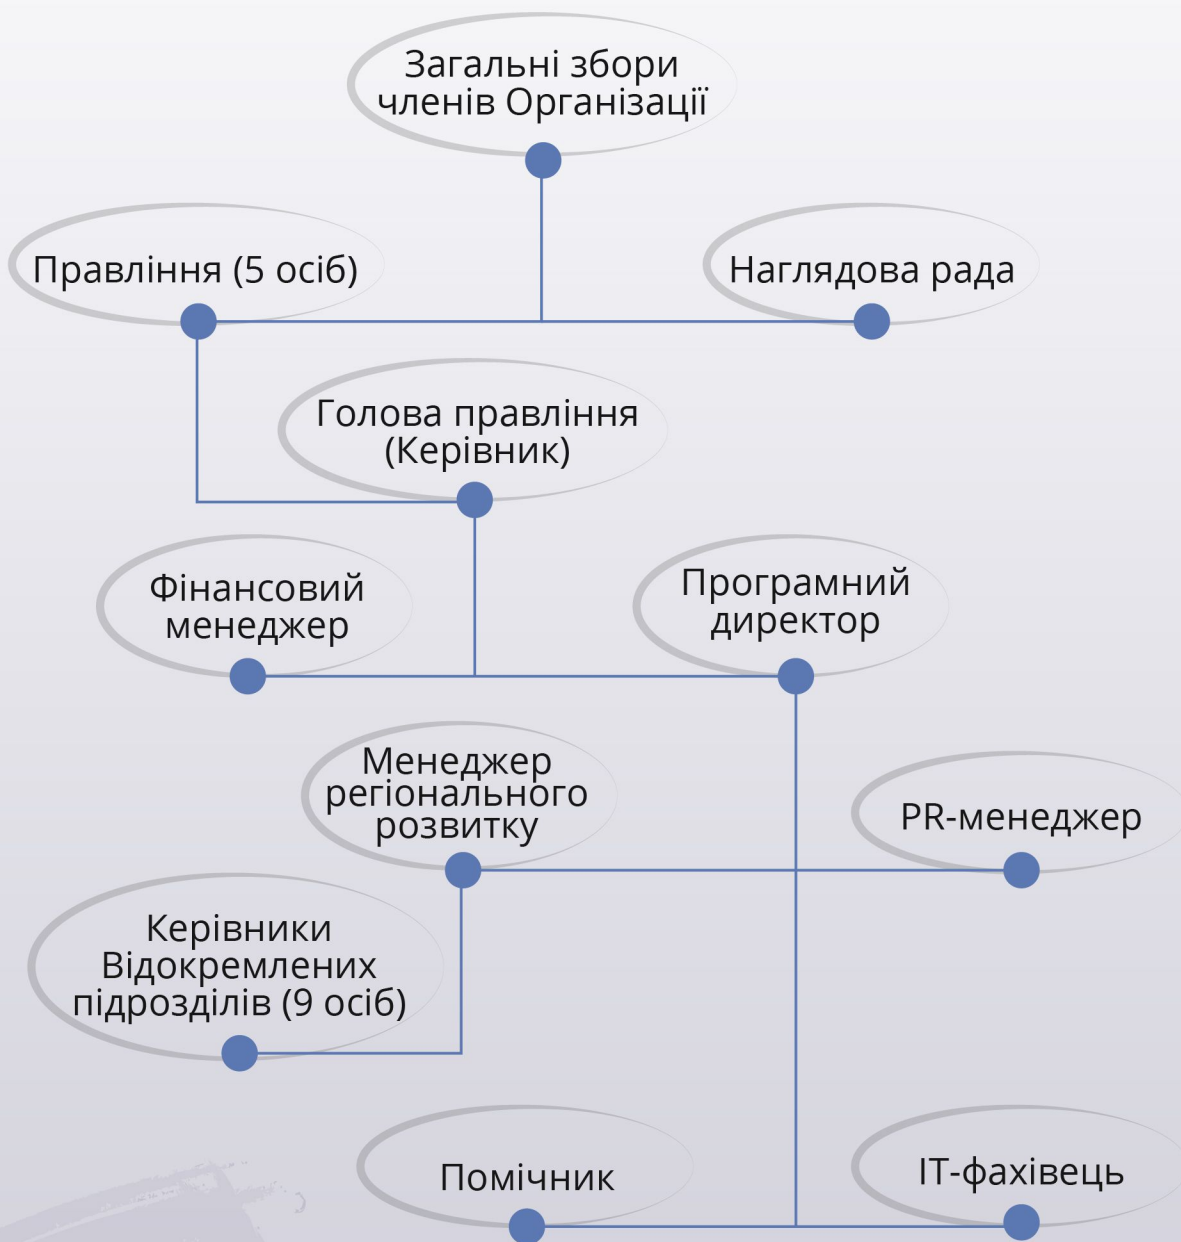 Загальні збори
членів Організації
Правління (5 осіб)
Наглядова рада
Голова правління
(Керівник)
Фінансовий
менеджер
Програмний
директор
Менеджер
регіонального
розвитку
PR-менеджер
Керівники
Відокремлених
підрозділів (9 осіб)
Помічник
ІТ-фахівець